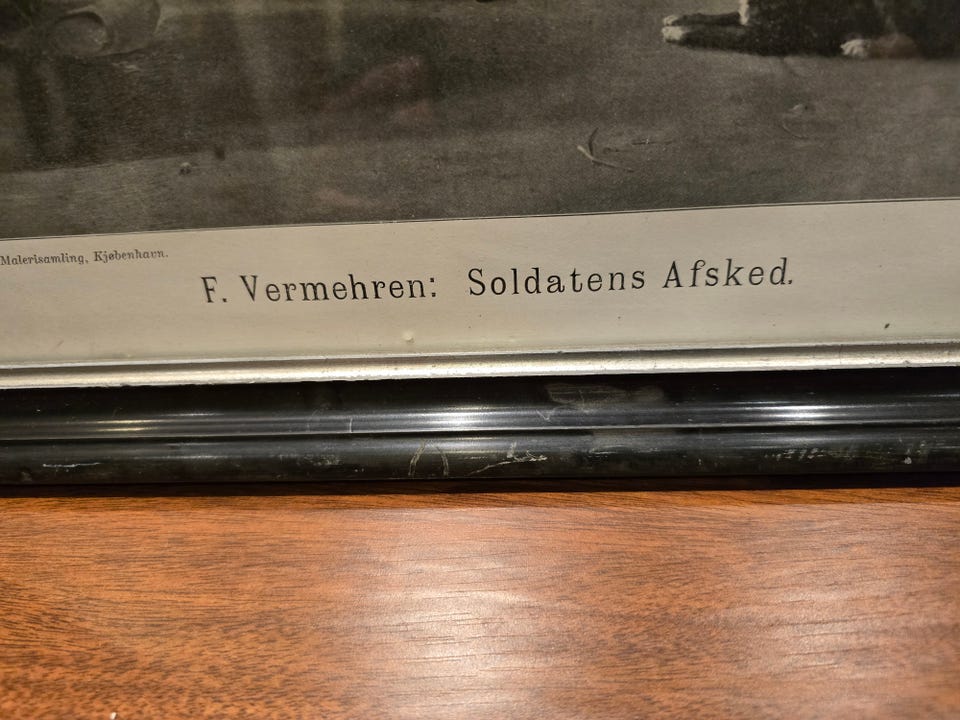 Malerisamling, Kjøbenhavn.
F. Vermehren: Soldatens Afsked.